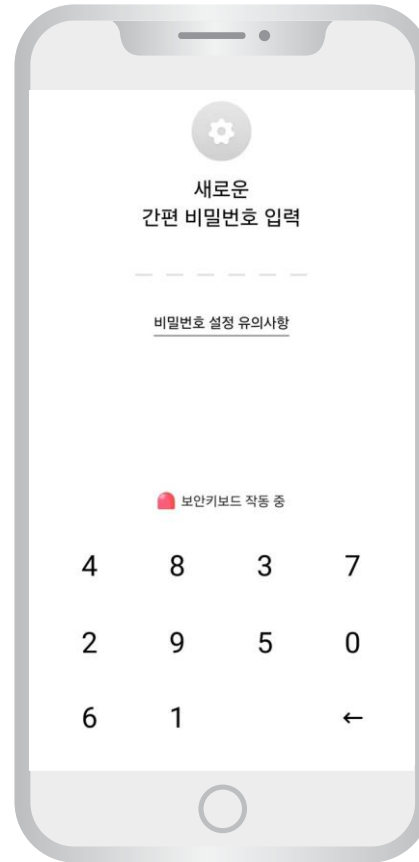 새로운
간편 비밀번호 입력
비밀번호 설정 유의사항
보안키보드 작동 중
4 8 3 7
2 9 5 0
6 1 ←